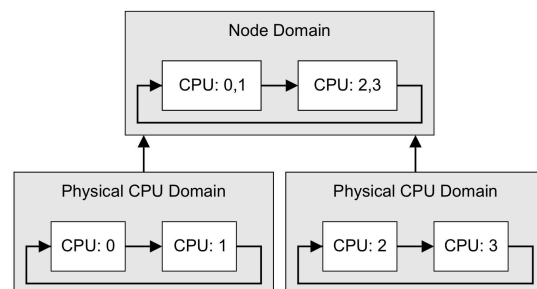 Node Domain
CPU: 0,1 CPU: 2,3
Physical CPU Domain Physical CPU Domain
CPU: 0 CPU: 1 CPU: 2 CPU: 3